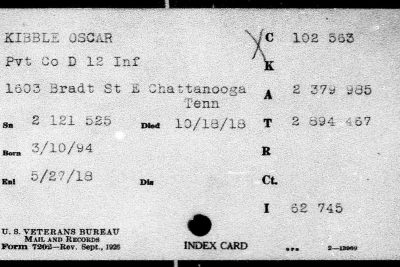 KIBBLE OSCAR
C 102 563
Pvt Co D 12 Inf
K
1603 Bradt St E Chattanooga
Tenn
A 2 379 985
Sn 2 121 525 Died 10/18/18
T 2 894 467
Born 3/10/94
R
Enl 5/27/18 Dis
Ct.
I 62 745
U. S. VETERANS BUREAU
MAIL AND RECORDS
Form 7202—Rev. Sept., 1926
INDEX CARD
2—13969